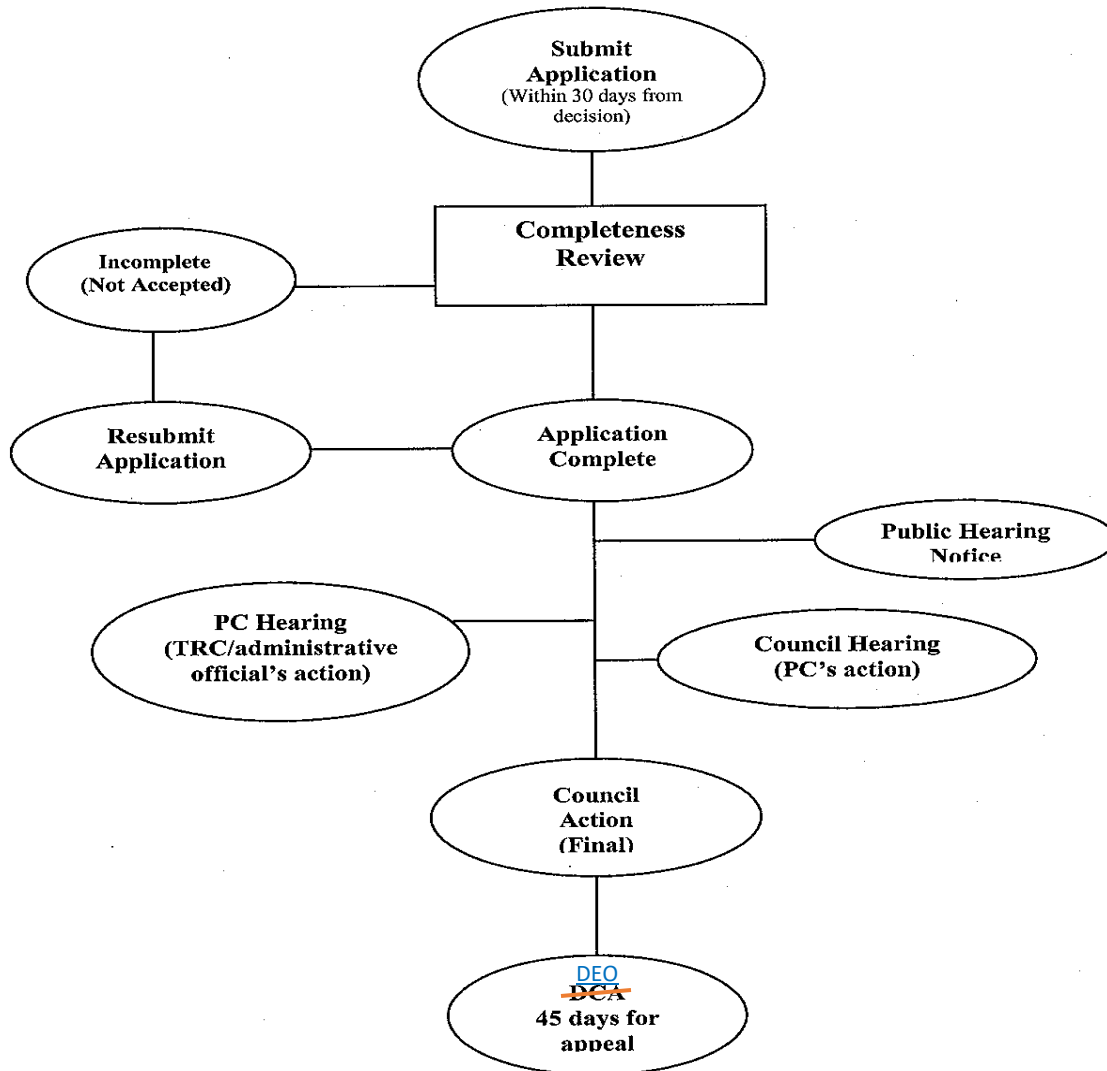 Submit
Application
(Within 30 days from
decision)
Completeness
Review
Incomplete
(Not Accepted)
Resubmit
Application
Application
Complete
Public Hearing
Notice
PC Hearing
(TRC/administrative
official's action)
Council Hearing
(PC's action)
Council
Action
(Final)
DEO
DCA
45 days for
appeal